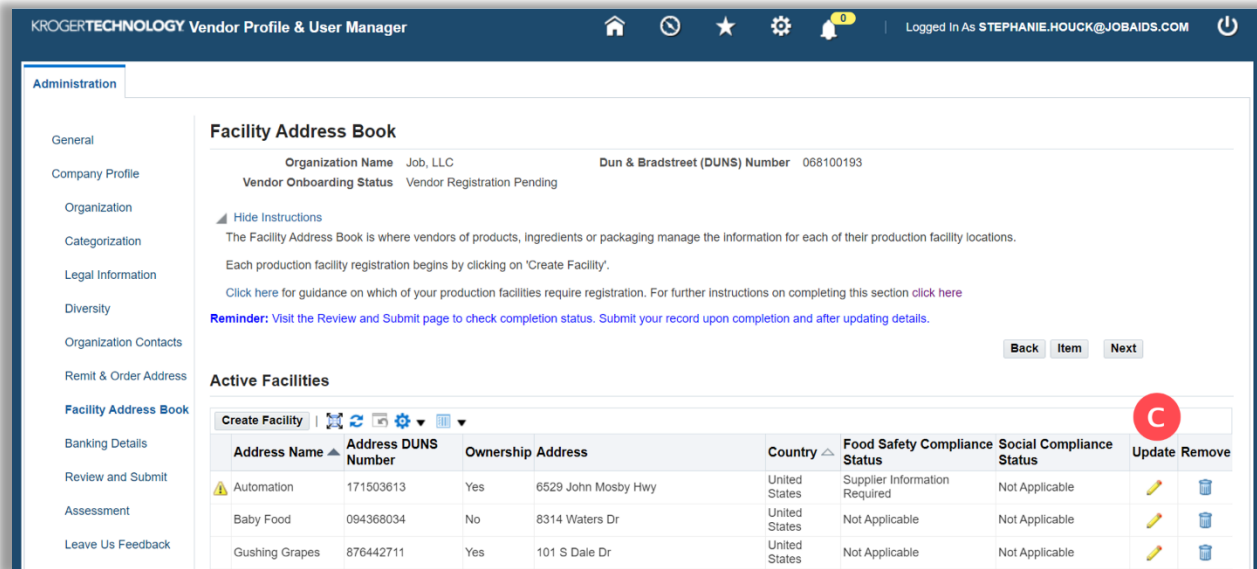 KROGERTECHNOLOGY. Vendor Profile & User Manager
0
Logged In As STEPHANIE.HOUCK@JOBAIDS.COM
Administration
General
Company Profile
Organization
Categorization
Legal Information
Diversity
Organization Contacts
Remit & Order Address
Facility Address Book
Banking Details
Review and Submit
Assessment
Leave Us Feedback
Facility Address Book
Organization Name Job, LLC Dun & Bradstreet (DUNS) Number 068100193
Vendor Onboarding Status Vendor Registration Pending
Hide Instructions
The Facility Address Book is where vendors of products, ingredients or packaging manage the information for each of their production facility locations.
Each production facility registration begins by clicking on 'Create Facility'.
Click here for guidance on which of your production facilities require registration. For further instructions on completing this section click here
Reminder: Visit the Review and Submit page to check completion status. Submit your record upon completion and after updating details.
Back Item Next
Active Facilities
Create Facility
C
Address Name Address DUNS Number Ownership Address Country Food Safety Compliance Status Social Compliance Status Update Remove
Automation 171503613 Yes 6529 John Mosby Hwy United States Supplier Information Required Not Applicable
Baby Food 094368034 No 8314 Waters Dr United States Not Applicable Not Applicable
Gushing Grapes 876442711 Yes 101 S Dale Dr United States Not Applicable Not Applicable